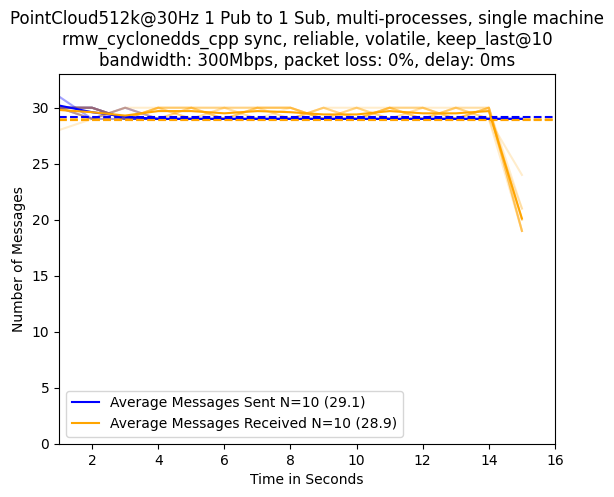 PointCloud512k@30Hz 1 Pub to 1 Sub, multi-processes, single machine
rmw_cyclonedds_cpp sync, reliable, volatile, keep_last@10
bandwidth: 300Mbps, packet loss: 0%, delay: 0ms
Number of Messages
30
25
20
15
10
5
0
Average Messages Sent N=10 (29.1)
Average Messages Received N=10 (28.9)
2 4 6 8 10 12 14 16
Time in Seconds